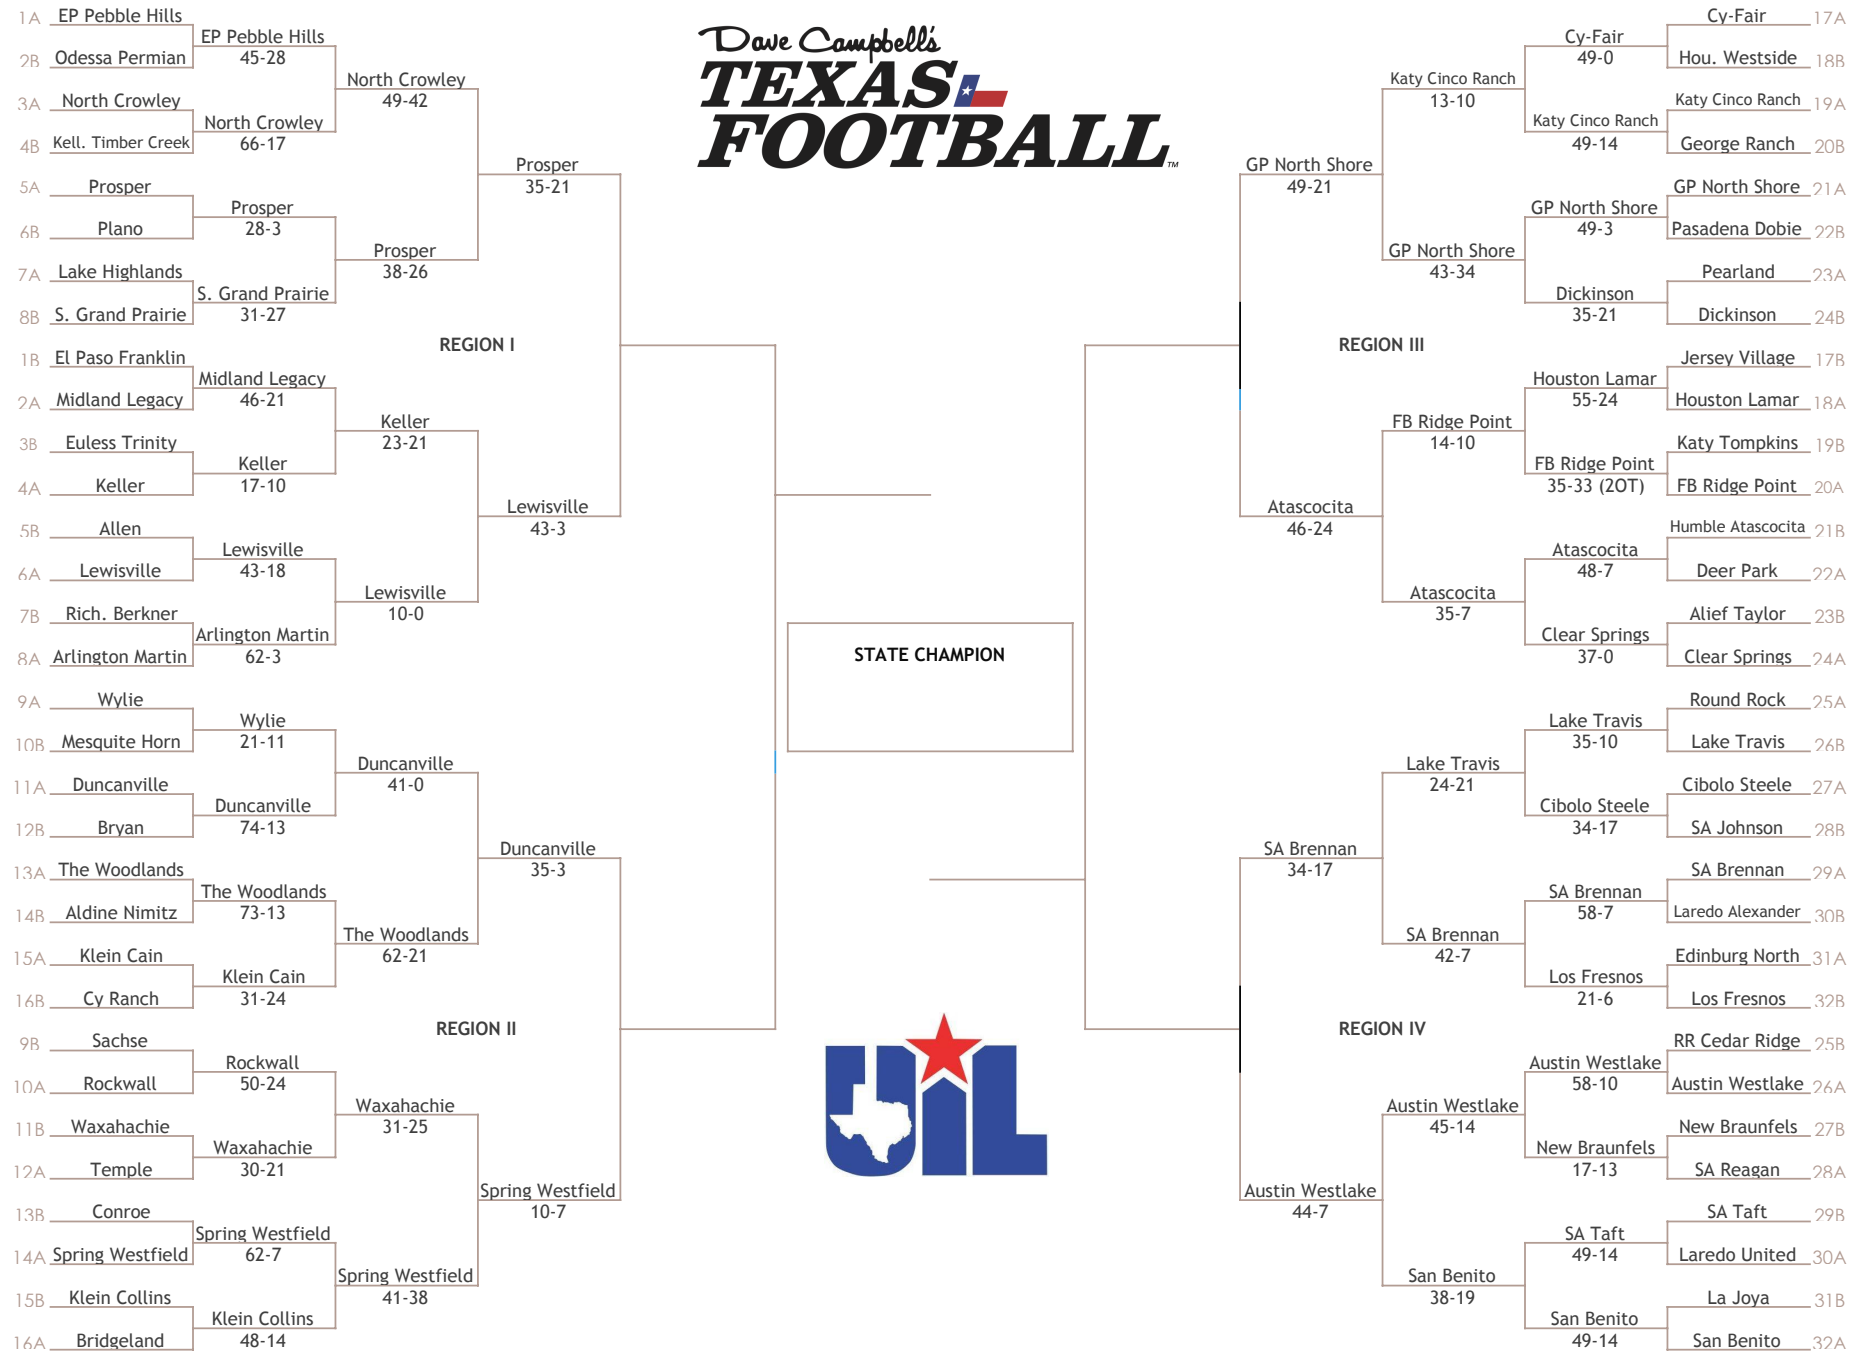 Dave Campbell's
TEXAS
FOOTBALL™
1A EP Pebble Hills
2B Odessa Permian
3A North Crowley
4B Kell. Timber Creek
5A Prosper
6B Plano
7A Lake Highlands
8B S. Grand Prairie
1B El Paso Franklin
2A Midland Legacy
3B Euless Trinity
4A Keller
5B Allen
6A Lewisville
7B Rich. Berkner
8A Arlington Martin
9A Wylie
10B Mesquite Horn
11A Duncanville
12B Bryan
13A The Woodlands
14B Aldine Nimitz
15A Klein Cain
16B Cy Ranch
9B Sachse
10A Rockwall
11B Waxahachie
12A Temple
13B Conroe
14A Spring Westfield
15B Klein Collins
16A Bridgeland
EP Pebble Hills
45-28
North Crowley
66-17
Prosper
28-3
S. Grand Prairie
31-27
Midland Legacy
46-21
Keller
17-10
Lewisville
43-18
Arlington Martin
62-3
Wylie
21-11
Duncanville
74-13
The Woodlands
73-13
Klein Cain
31-24
Rockwall
50-24
Waxahachie
30-21
Spring Westfield
62-7
Klein Collins
48-14
North Crowley
49-42
Prosper
38-26
Keller
23-21
Lewisville
10-0
Duncanville
41-0
The Woodlands
62-21
Waxahachie
31-25
Spring Westfield
41-38
Prosper
35-21
REGION I
Lewisville
43-3
Duncanville
35-3
REGION II
Spring Westfield
10-7
STATE CHAMPION
UIL
GP North Shore
49-21
REGION III
Atascocita
46-24
SA Brennan
34-17
REGION IV
Austin Westlake
44-7
Katy Cinco Ranch
13-10
GP North Shore
43-34
FB Ridge Point
14-10
Atascocita
35-7
Lake Travis
24-21
SA Brennan
42-7
Austin Westlake
45-14
San Benito
38-19
Cy-Fair
49-0
Katy Cinco Ranch
49-14
GP North Shore
49-3
Dickinson
35-21
Houston Lamar
55-24
FB Ridge Point
35-33 (2OT)
Atascocita
48-7
Clear Springs
37-0
Lake Travis
35-10
Cibolo Steele
34-17
SA Brennan
58-7
Los Fresnos
21-6
Austin Westlake
58-10
New Braunfels
17-13
SA Taft
49-14
San Benito
49-14
Cy-Fair 17A
Hou. Westside 18B
Katy Cinco Ranch 19A
George Ranch 20B
GP North Shore 21A
Pasadena Dobie 22B
Pearland 23A
Dickinson 24B
Jersey Village 17B
Houston Lamar 18A
Katy Tompkins 19B
FB Ridge Point 20A
Humble Atascocita 21B
Deer Park 22A
Alief Taylor 23B
Clear Springs 24A
Round Rock 25A
Lake Travis 26B
Cibolo Steele 27A
SA Johnson 28B
SA Brennan 29A
Laredo Alexander 30B
Edinburg North 31A
Los Fresnos 32B
RR Cedar Ridge 25B
Austin Westlake 26A
New Braunfels 27B
SA Reagan 28A
SA Taft 29B
Laredo United 30A
La Joya 31B
San Benito 32A